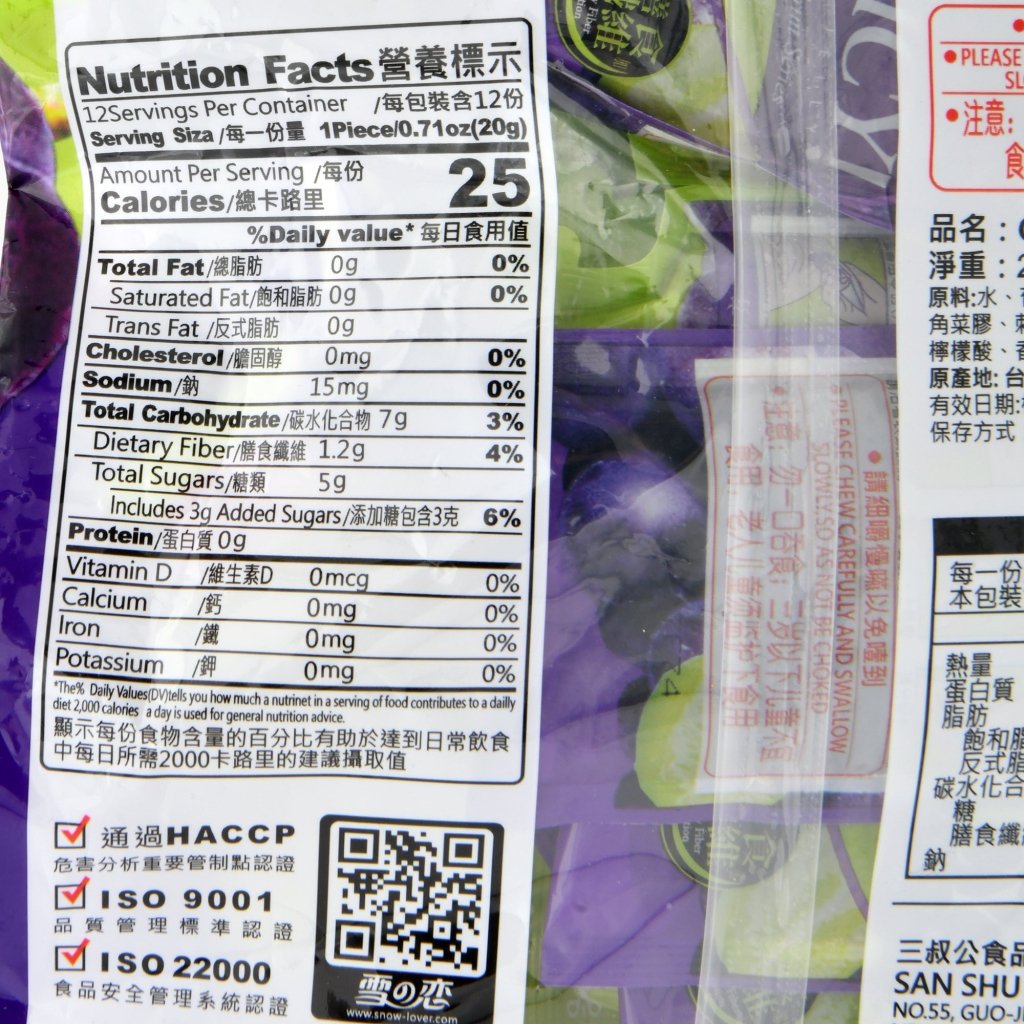 Nutrition Facts營養標示
12Servings Per Container /每包裝含12份
Serving Siza /每一份量 1Piece/0.71oz(20g)
Amount Per Serving /每份
Calories/總卡路里 25
%Daily value* 每日食用值
Total Fat/總脂肪 0g 0%
Saturated Fat/飽和脂肪 0g 0%
Trans Fat /反式脂肪 0g
Cholesterol/膽固醇 0mg 0%
Sodium/鈉 15mg 0%
Total Carbohydrate/碳水化合物 7g 3%
Dietary Fiber/膳食纖維 1.2g 4%
Total Sugars/糖類 5g
Includes 3g Added Sugars/添加糖包含3克 6%
Protein/蛋白質 0g
Vitamin D /維生素D 0mcg 0%
Calcium /鈣 0mg 0%
Iron /鐵 0mg 0%
Potassium /鉀 0mg 0%
*The% Daily Values(DV)tells you how much a nutrinet in a serving of food contributes to a dailly
diet 2,000 calories a day is used for general nutrition advice.
顯示每份食物含量的百分比有助於達到日常飲食
中每日所需2000卡路里的建議攝取值
通過HACCP
危害分析重要管制點認證
ISO 9001
品質管理標準認證
ISO 22000
食品安全管理系統認證
雪の恋
www.snow-lover.com
請細嚼慢嚥以免噎到
PLEASE CHEW CAREFULLY AND SWALLOW
SLOWLY SO AS NOT BE CHOKED
PLEASE
SL
注意:
食
品名:
淨重:2
原料:水、
角菜膠、
檸檬酸、
原產地:台
有效日期:
保存方式
每一份
本包裝
熱量
蛋白質
脂肪
飽和脂
反式脂
碳水化合
糖
膳食纖
鈉
三叔公食品
SAN SHU
NO.55, GUO-J